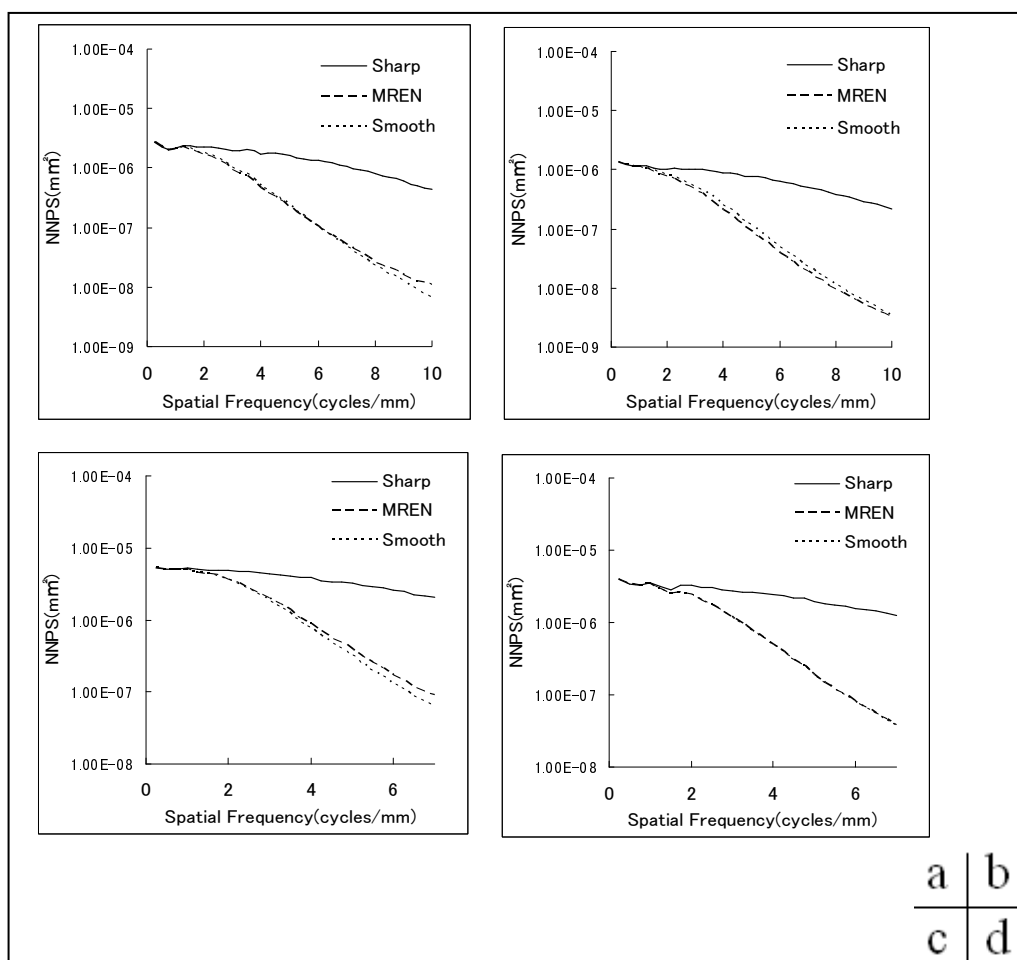 1.00E-04
1.00E-05
1.00E-06
1.00E-07
1.00E-08
1.00E-09
NNPS(mm²)
Sharp
MREN
Smooth
0 2 4 6 8 10
Spatial Frequency(cycles/mm)
1.00E-04
1.00E-05
1.00E-06
1.00E-07
1.00E-08
1.00E-09
NNPS(mm²)
Sharp
MREN
Smooth
0 2 4 6 8 10
Spatial Frequency(cycles/mm)
1.00E-04
1.00E-05
1.00E-06
1.00E-07
1.00E-08
NNPS(mm²)
Sharp
MREN
Smooth
0 2 4 6
Spatial Frequency(cycles/mm)
1.00E-04
1.00E-05
1.00E-06
1.00E-07
1.00E-08
NNPS(mm²)
Sharp
MREN
Smooth
0 2 4 6
Spatial Frequency(cycles/mm)
a b
c d